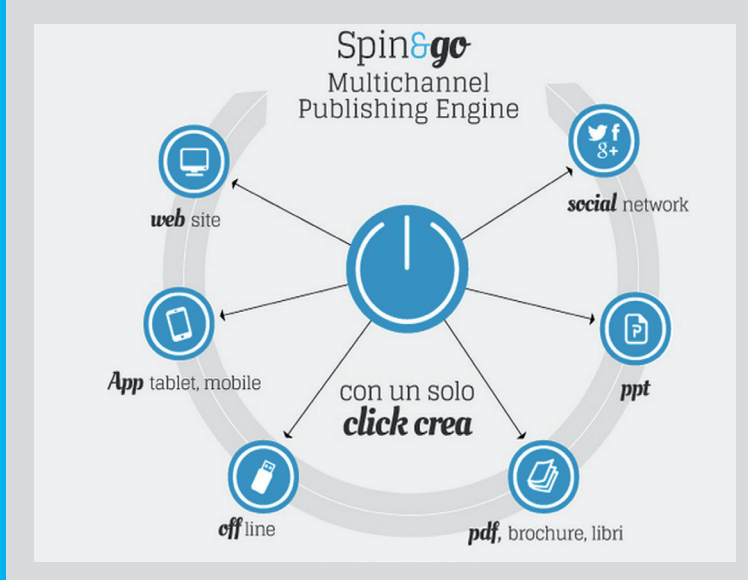 Spin&go
Multichannel
Publishing Engine
web site
social network
App tablet, mobile
ppt
con un solo
click crea
off line
pdf, brochure, libri